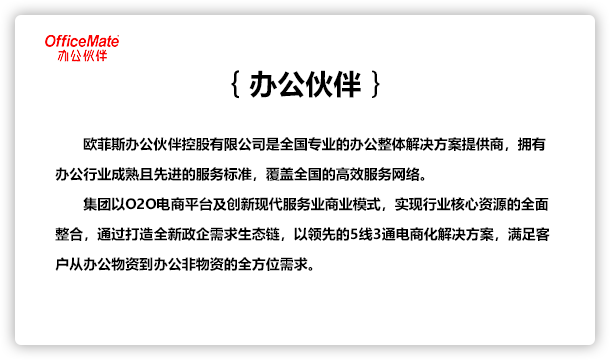 OfficeMate
办公伙伴
{ 办公伙伴 }
欧菲斯办公伙伴控股有限公司是全国专业的办公整体解决方案提供商，拥有
办公行业成熟且先进的服务标准，覆盖全国的高效服务网络。
集团以O2O电商平台及创新现代服务业商业模式，实现行业核心资源的全面
整合，通过打造全新政企需求生态链，以领先的5线3通电商化解决方案，满足客
户从办公物资到办公非物资的全方位需求。